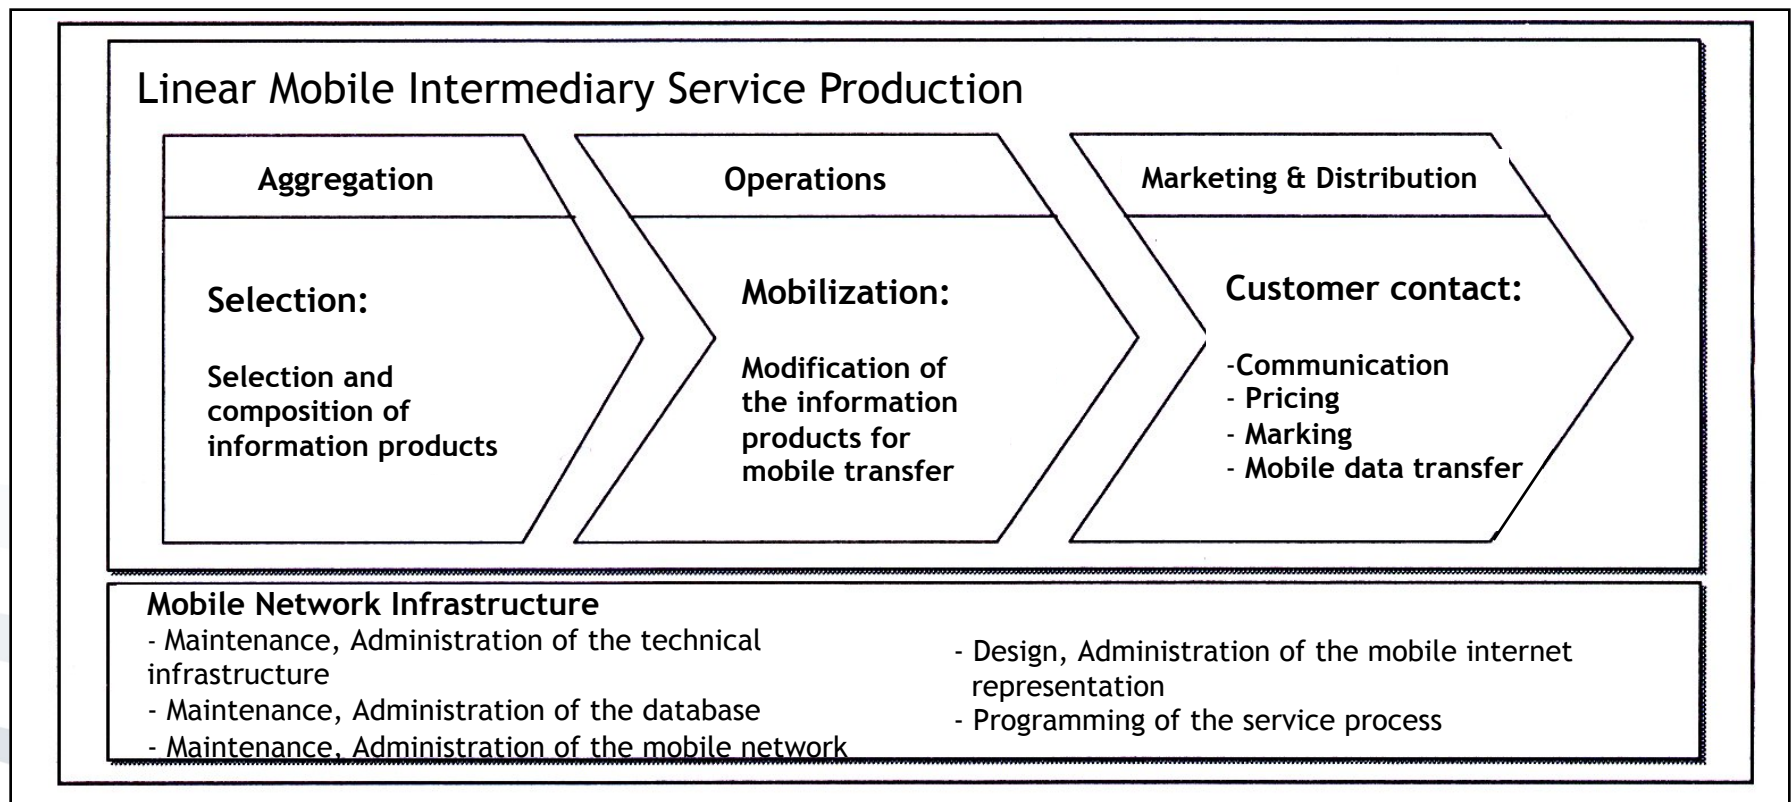 Linear Mobile Intermediary Service Production
Aggregation
Selection:
Selection and
composition of
information products
Operations
Mobilization:
Modification of
the information
products for
mobile transfer
Marketing & Distribution
Customer contact:
-Communication
- Pricing
- Marking
- Mobile data transfer
Mobile Network Infrastructure
- Maintenance, Administration of the technical
infrastructure
- Maintenance, Administration of the database
- Maintenance, Administration of the mobile network
- Design, Administration of the mobile internet
representation
- Programming of the service process